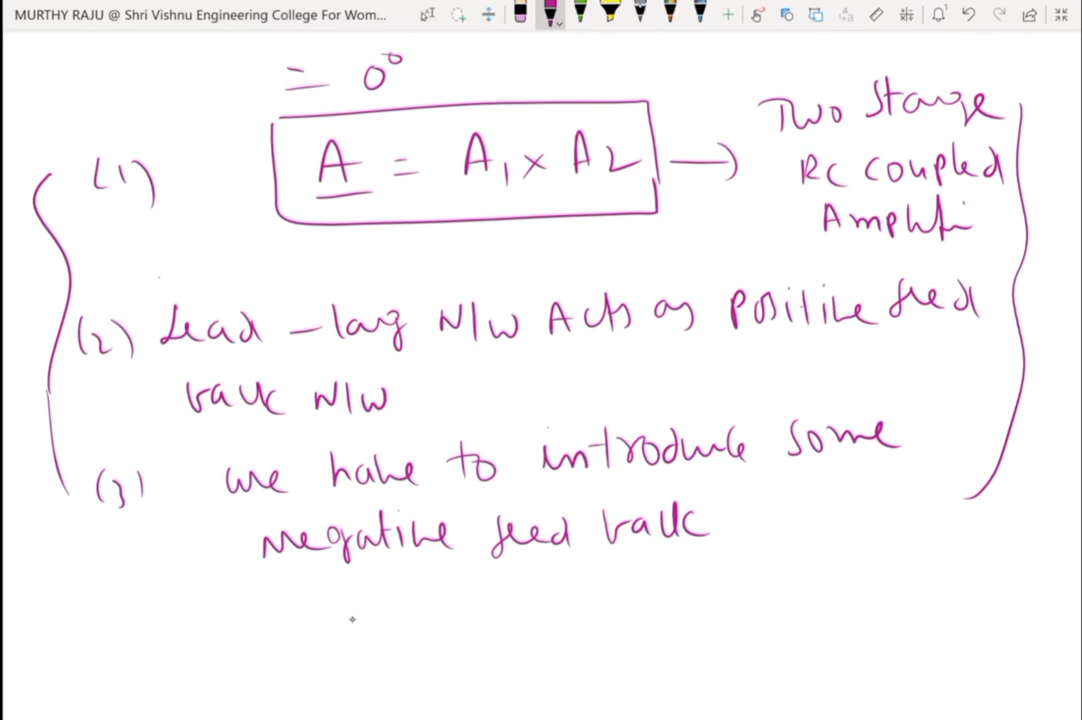 MURTHY RAJU @ Shri Vishnu Engineering College For Wom...
= 0°
(1) A = A1 × A2 → Two Stage
RC coupled
Amplifi
(2) Lead - lag N/W Acts as positive feed
back N/W
(3) we have to introduce some
negative feed back